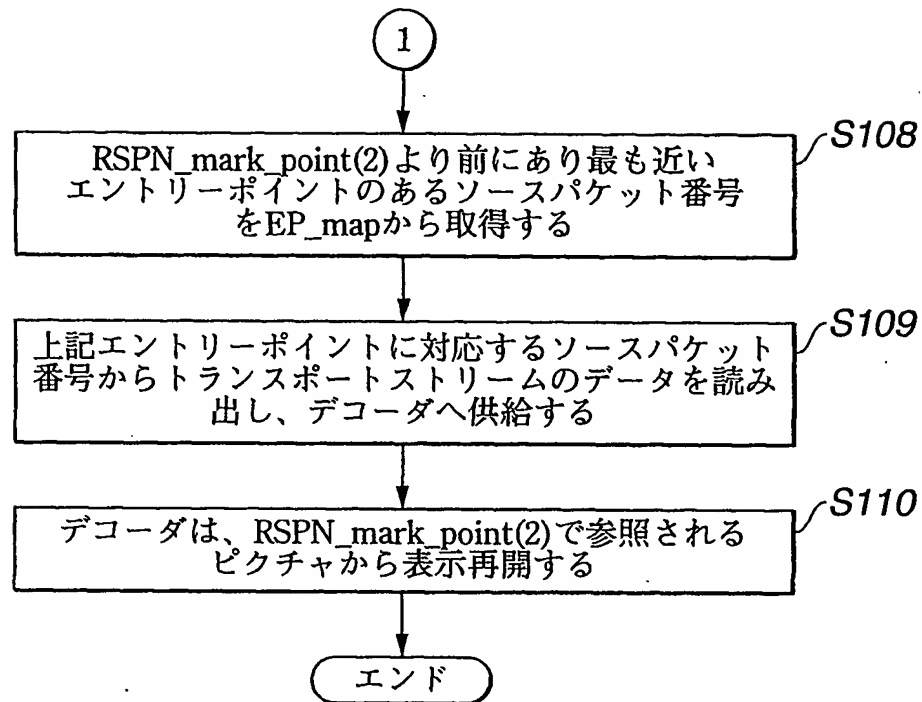 1
S108
RSPN_mark_point(2)より前にあり最も近い
エントリーポイントのあるソースパケット番号
をEP_mapから取得する
S109
上記エントリーポイントに対応するソースパケット
番号からトランスポートストリームのデータを読み
出し、デコーダへ供給する
S110
デコーダは、RSPN_mark_point(2)で参照される
ピクチャから表示再開する
エンド